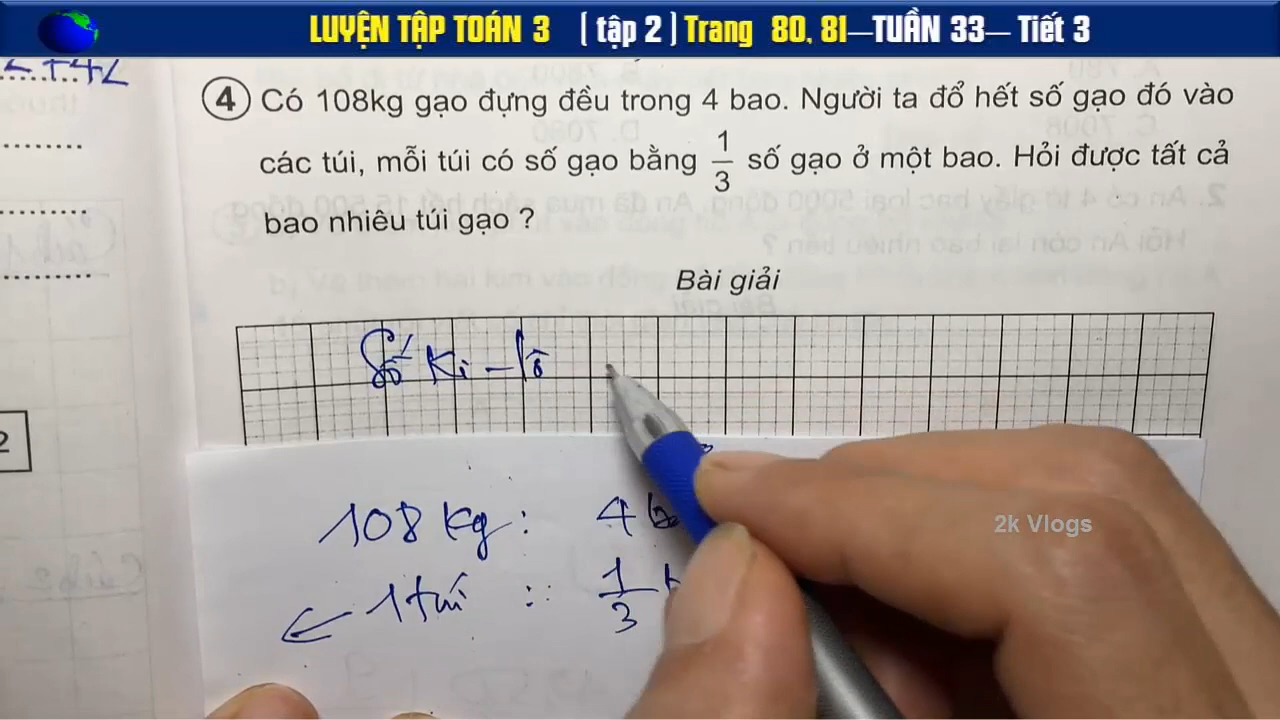 LUYỆN TẬP TOÁN 3 ( tập 2 ) Trang 80, 81–TUẦN 33– Tiết 3
4 Có 108kg gạo đựng đều trong 4 bao. Người ta đổ hết số gạo đó vào
các túi, mỗi túi có số gạo bằng 1/3 số gạo ở một bao. Hỏi được tất cả
bao nhiêu túi gạo ?
Bài giải
Số Ki - lô
108 kg : 4
2k Vlogs
1 túi : 1/3
2